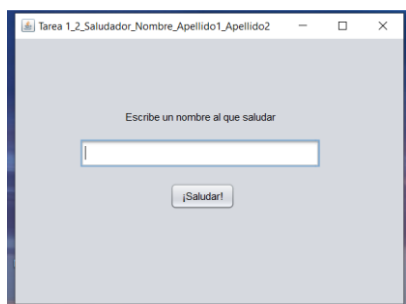 Tarea 1_2_Saludador_Nombre_Apellido1_Apellido2
Escribe un nombre al que saludar
¡Saludar!